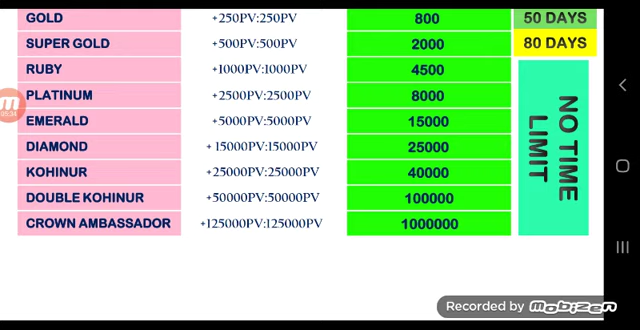 GOLD +250PV:250PV 800 50 DAYS
SUPER GOLD +500PV:500PV 2000 80 DAYS
RUBY +1000PV:1000PV 4500
PLATINUM +2500PV:2500PV 8000
EMERALD +5000PV:5000PV 15000
DIAMOND + 15000PV:15000PV 25000
KOHINUR +25000PV:25000PV 40000
DOUBLE KOHINUR +50000PV:50000PV 100000
CROWN AMBASSADOR +125000PV:125000PV 1000000
NO TIME
LIMIT
05:34
Recorded by Mobizen